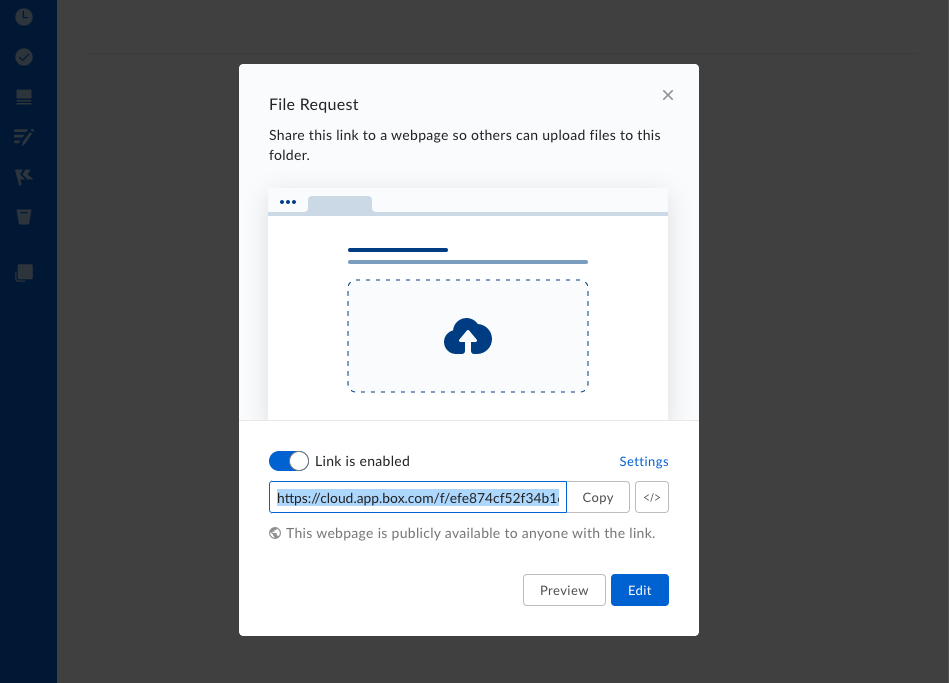 File Request
Share this link to a webpage so others can upload files to this
folder.
Link is enabled
Settings
https://cloud.app.box.com/f/efe874cf52f34b1
Copy
</>
This webpage is publicly available to anyone with the link.
Preview
Edit